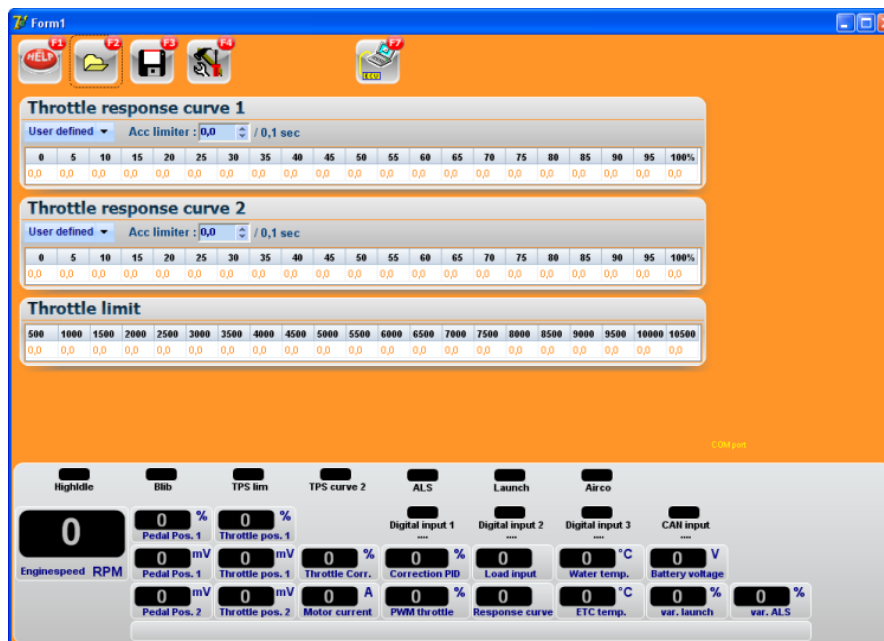 Form1
HELP F1 F2 F3 F4 ECU F7
Throttle response curve 1
User defined Acc limiter : 0,0 / 0,1 sec
0 5 10 15 20 25 30 35 40 45 50 55 60 65 70 75 80 85 90 95 100%
0,0 0,0 0,0 0,0 0,0 0,0 0,0 0,0 0,0 0,0 0,0 0,0 0,0 0,0 0,0 0,0 0,0 0,0 0,0 0,0 0,0
Throttle response curve 2
User defined Acc limiter : 0,0 / 0,1 sec
0 5 10 15 20 25 30 35 40 45 50 55 60 65 70 75 80 85 90 95 100%
0,0 0,0 0,0 0,0 0,0 0,0 0,0 0,0 0,0 0,0 0,0 0,0 0,0 0,0 0,0 0,0 0,0 0,0 0,0 0,0 0,0
Throttle limit
500 1000 1500 2000 2500 3000 3500 4000 4500 5000 5500 6000 6500 7000 7500 8000 8500 9000 9500 10000 10500
0,0 0,0 0,0 0,0 0,0 0,0 0,0 0,0 0,0 0,0 0,0 0,0 0,0 0,0 0,0 0,0 0,0 0,0 0,0 0,0 0,0
COM port
HighIdle Blib TPS lim TPS curve 2 ALS Launch Airco
0 % 0 %
Pedal Pos. 1 Throttle pos. 1 Digital input 1 Digital input 2 Digital input 3 CAN input
.... .... .... ....
0
0 mV 0 mV 0 % 0 % 0 0 °C 0 V
Enginespeed RPM Pedal Pos. 1 Throttle pos. 1 Throttle Corr. Correction PID Load input Water temp. Battery voltage
0 mV 0 mV 0 A 0 % 0 0 °C 0 % 0 %
Pedal Pos. 2 Throttle pos. 2 Motor current PWM throttle Response curve ETC temp. var. launch var. ALS